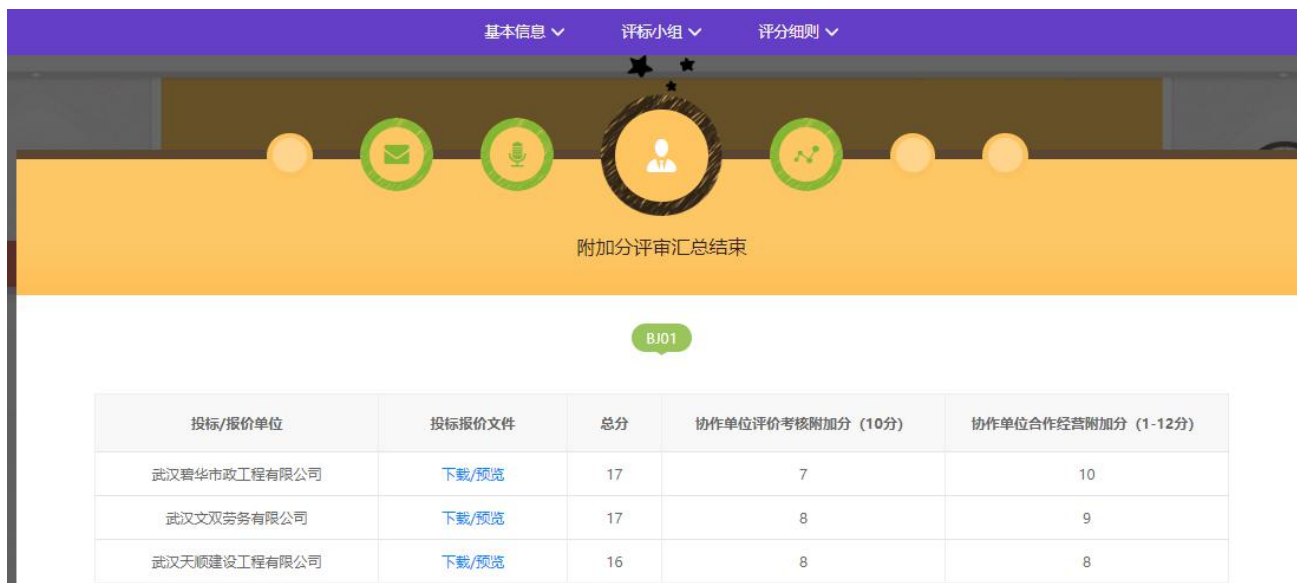 基本信息 评标小组 评分细则
附加分评审汇总结束
BJ01
投标/报价单位 投标报价文件 总分 协作单位评价考核附加分 (10分) 协作单位合作经营附加分 (1-12分)
武汉碧华市政工程有限公司 下载/预览 17 7 10
武汉文双劳务有限公司 下载/预览 17 8 9
武汉天顺建设工程有限公司 下载/预览 16 8 8